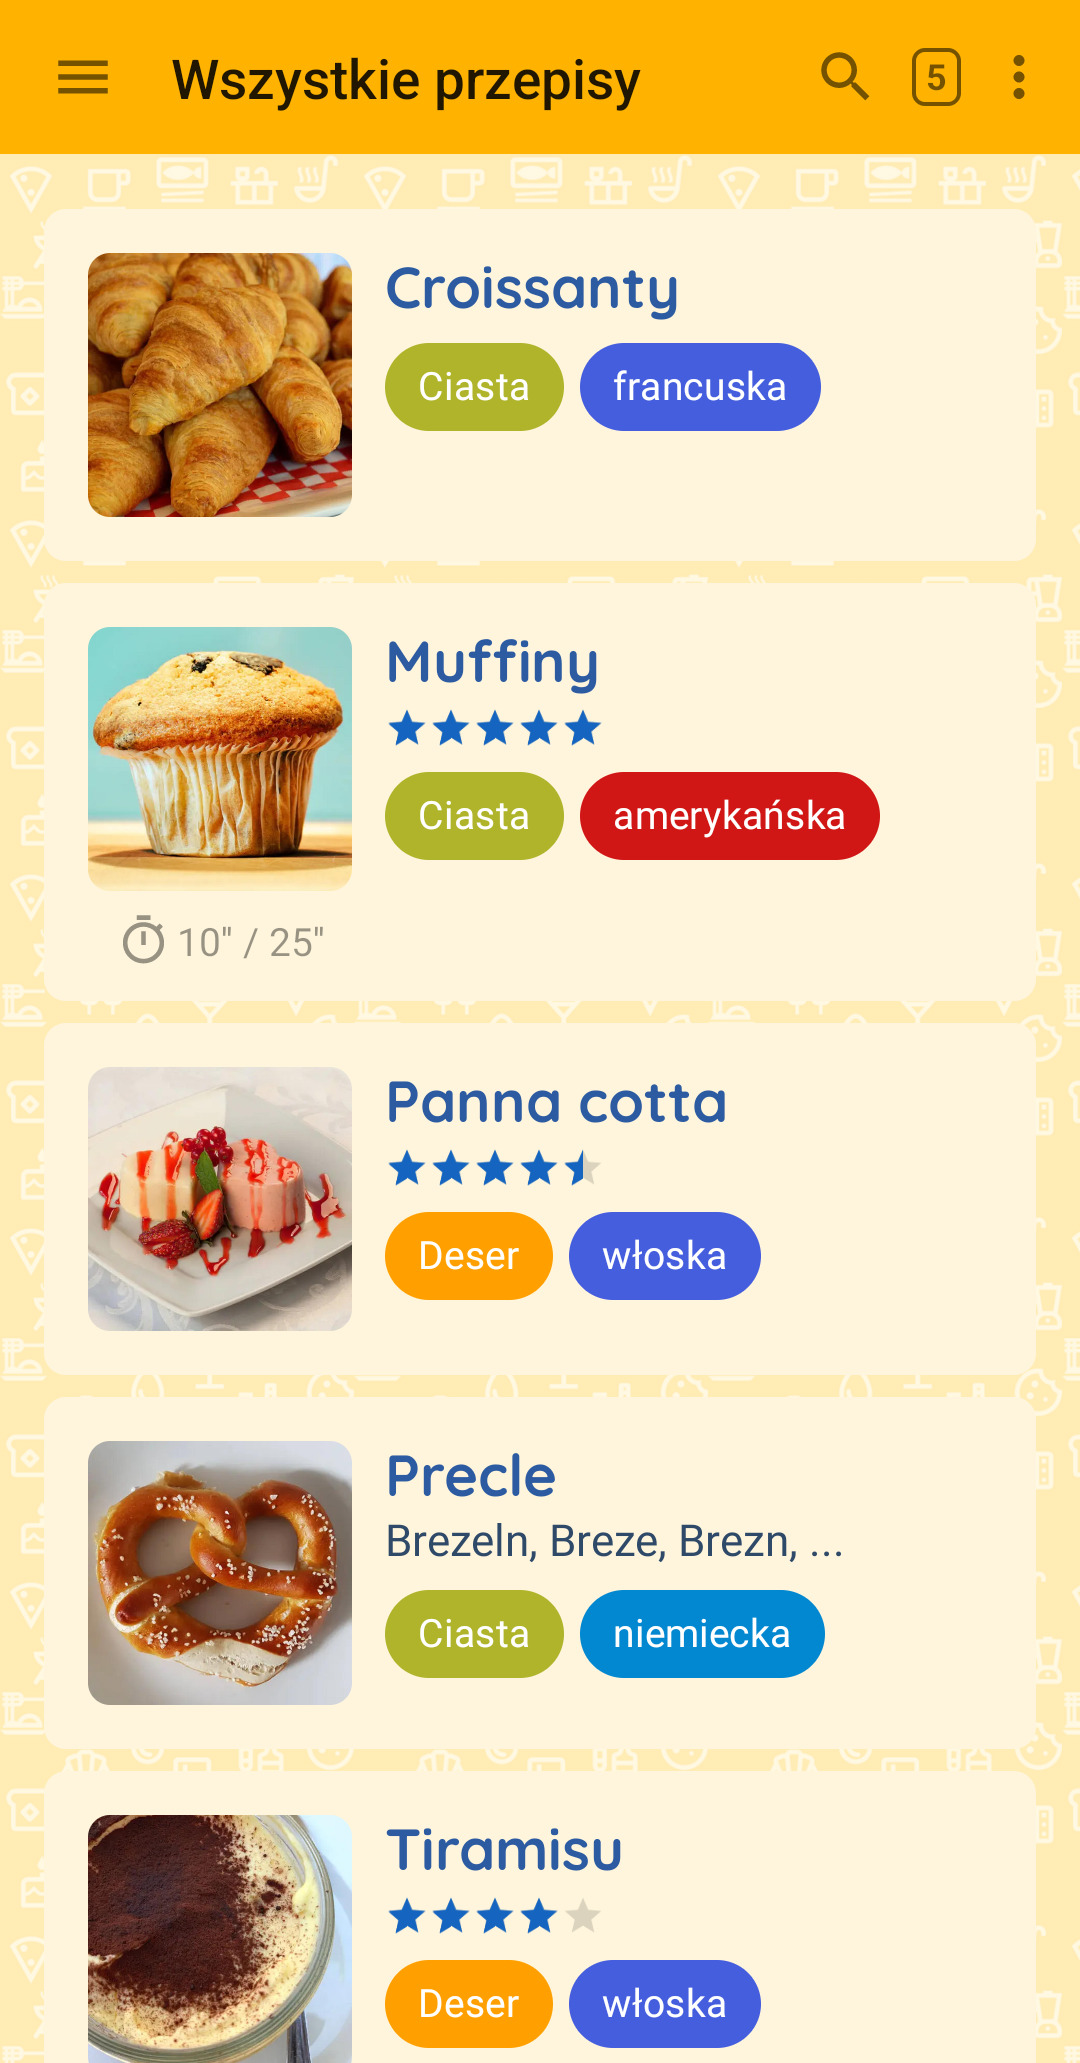 Wszystkie przepisy
5
Croissanty
Ciasta francuska
Muffiny
Ciasta amerykańska
10" / 25"
Panna cotta
Deser włoska
Precle
Brezeln, Breze, Brezn, ...
Ciasta niemiecka
Tiramisu
Deser włoska